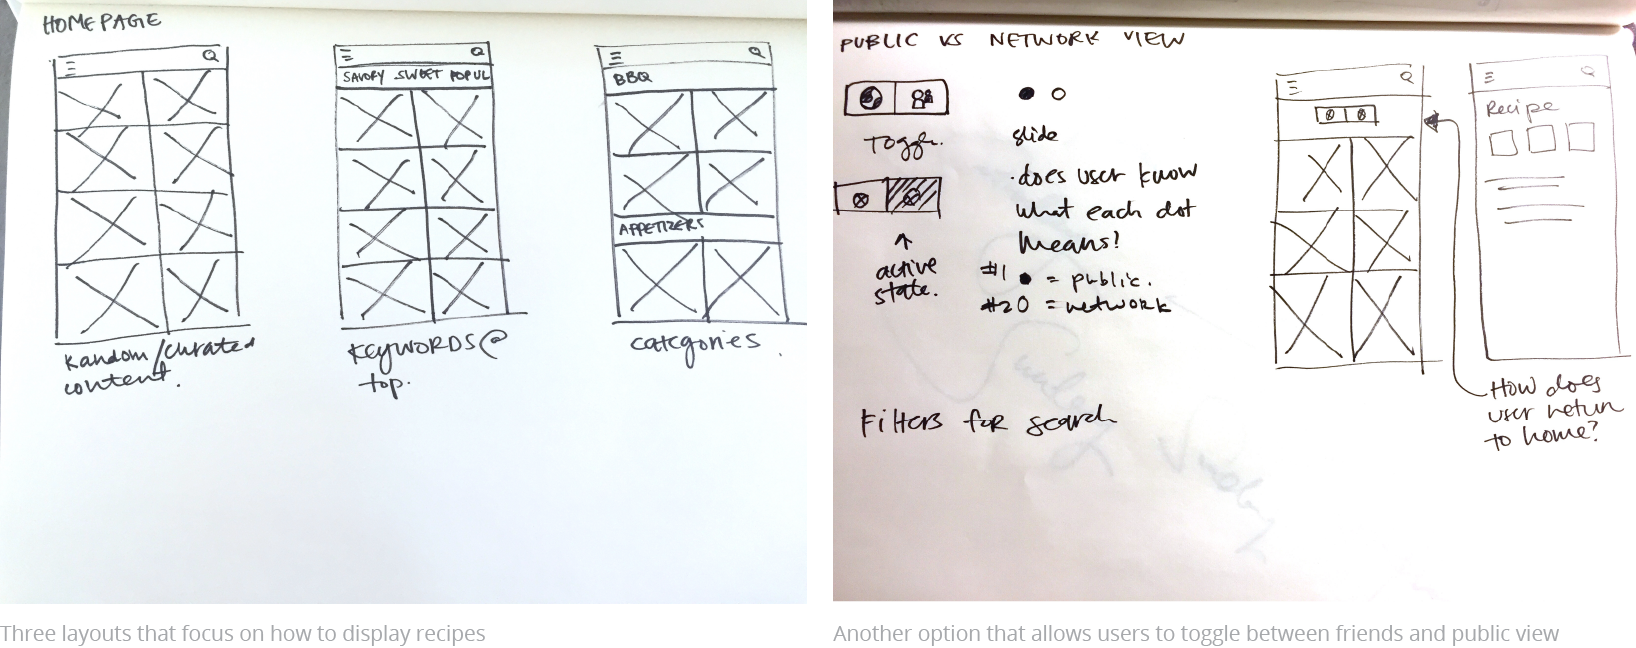 HOMEPAGE
SAVORY SWEET POPUL
BBQ
APPETIZERS
Random/curated
content.
KEYWORDS @
top.
categories.
Three layouts that focus on how to display recipes
PUBLIC VS NETWORK VIEW
Toggle.
active
state.
slide
·does user know
what each dot
means?
#1 ● = public.
#2 O = network
Filters for search
Recipe
How does
user return
to home?
Another option that allows users to toggle between friends and public view